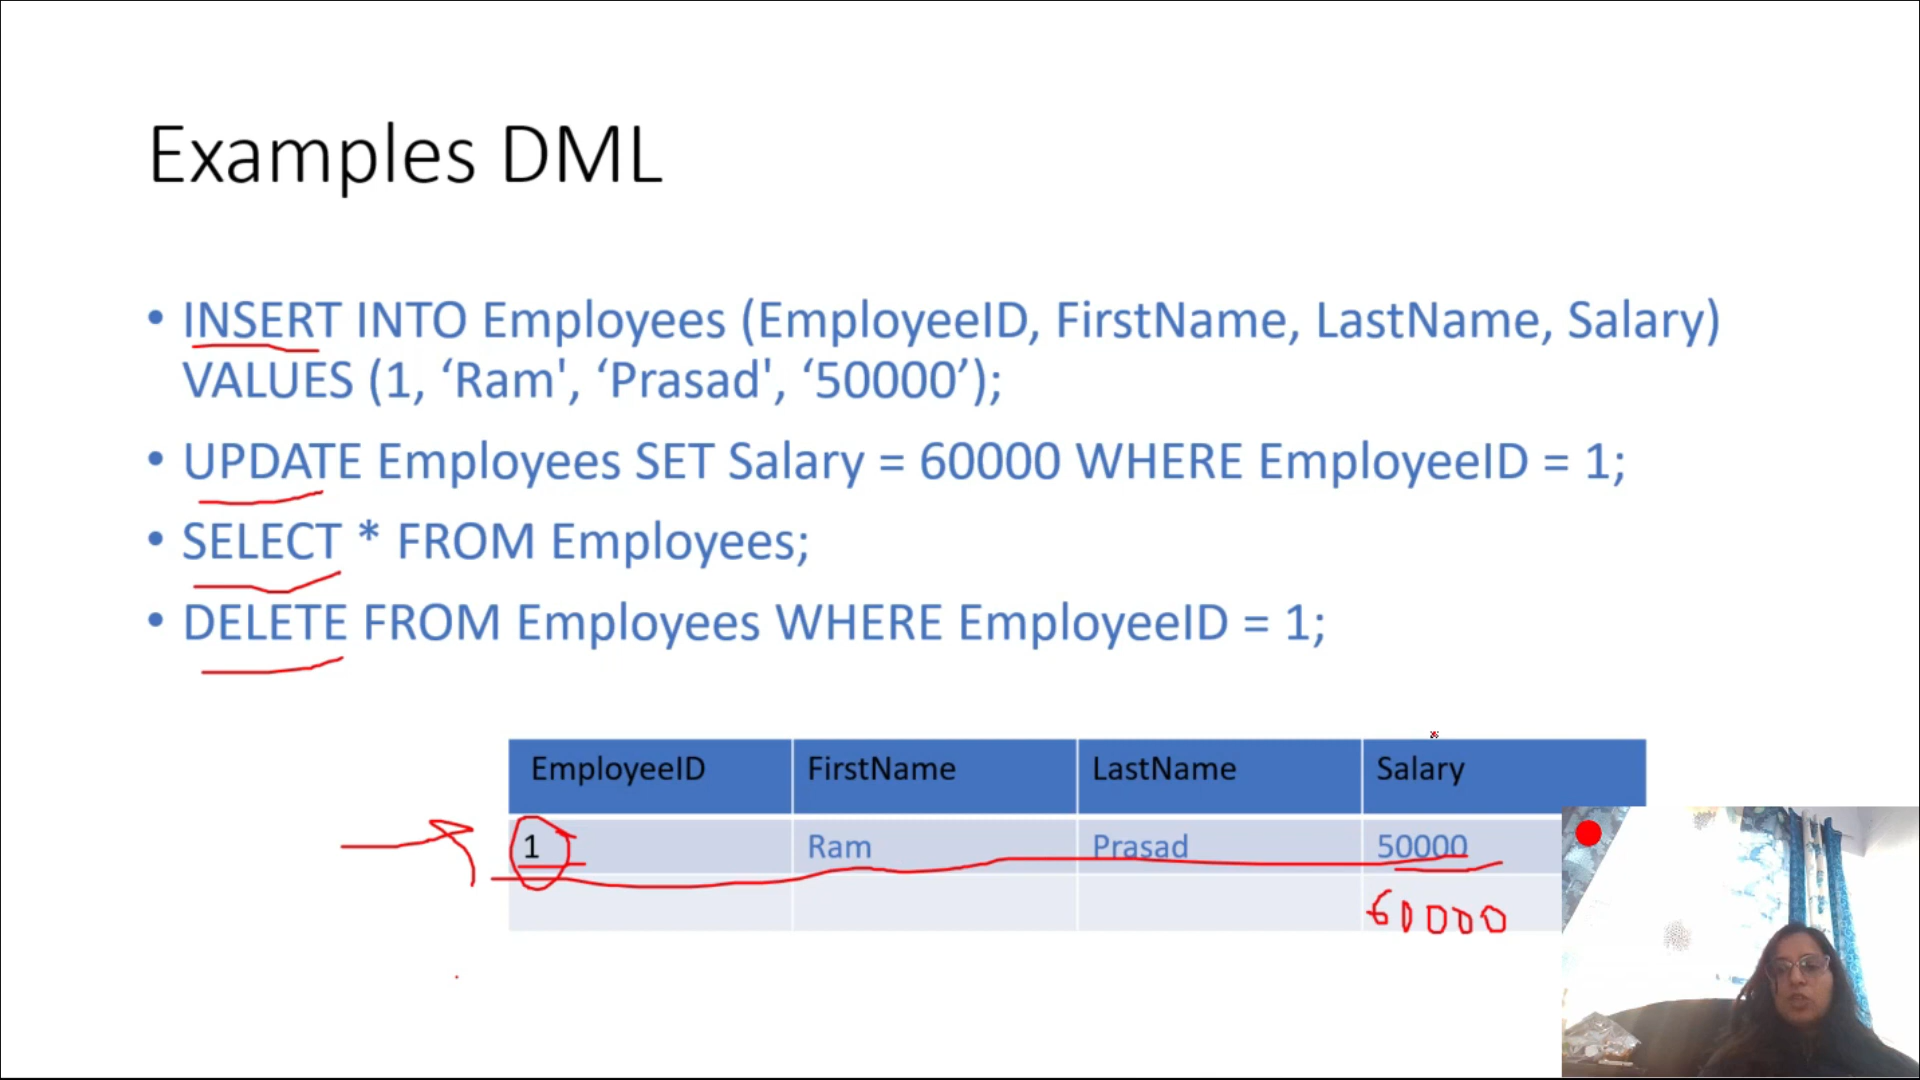 Examples DML
• INSERT INTO Employees (EmployeeID, FirstName, LastName, Salary)
VALUES (1, ‘Ram', ‘Prasad', ‘50000’);
• UPDATE Employees SET Salary = 60000 WHERE EmployeeID = 1;
• SELECT * FROM Employees;
• DELETE FROM Employees WHERE EmployeeID = 1;
EmployeeID FirstName LastName Salary
1 Ram Prasad 50000
60000